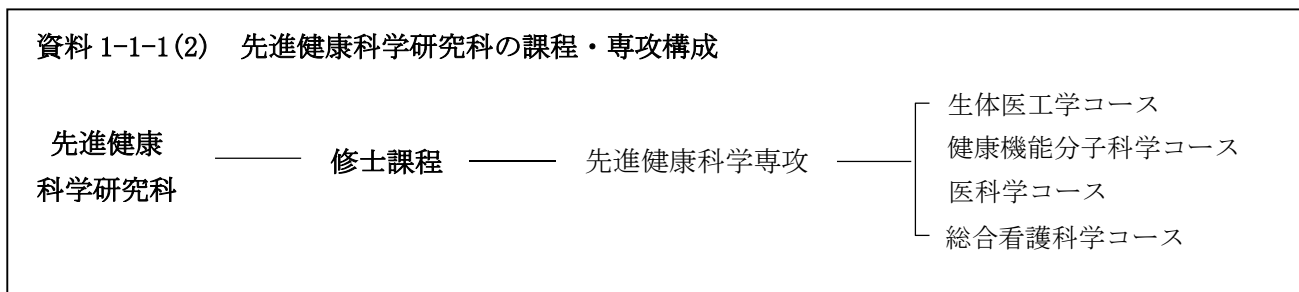 資料 1-1-1(2)　先進健康科学研究科の課程・専攻構成
先進健康
科学研究科
修士課程
先進健康科学専攻
生体医工学コース
健康機能分子科学コース
医科学コース
総合看護科学コース